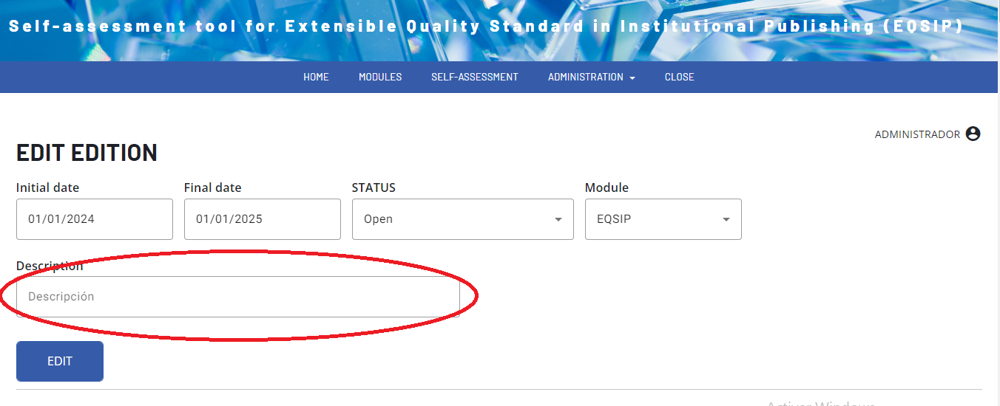 Self-assessment tool for Extensible Quality Standard in Institutional Publishing (EQSIP)
HOME MODULES SELF-ASSESSMENT ADMINISTRATION CLOSE
ADMINISTRADOR
EDIT EDITION
Initial date Final date STATUS Module
01/01/2024 01/01/2025 Open EQSIP
Description
Descripción
EDIT
Activar Windows